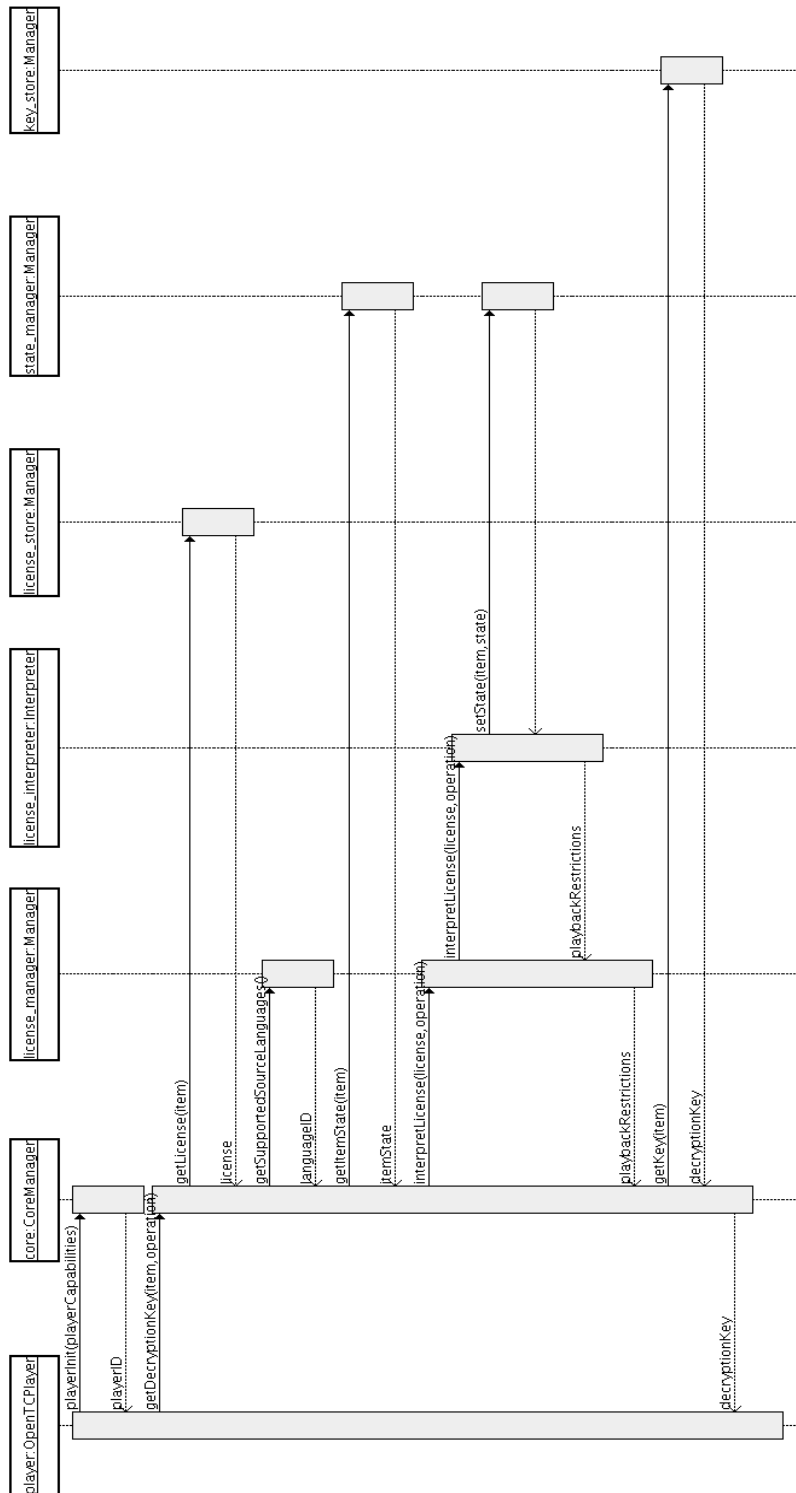 player:OpenTCPlayer
core:CoreManager
license_manager:Manager
license_interpreter:Interpreter
license_store:Manager
state_manager:Manager
key_store:Manager
playerInit(playerCapabilities)
playerID
getDecryptionKey(item,operation)
getLicense(item)
license
getSupportedSourceLanguages()
languageID
getItemState(item)
itemState
interpretLicense(license,operation)
interpretLicense(license,operation)
setState(item,state)
playbackRestrictions
playbackRestrictions
getKey(item)
decryptionKey
decryptionKey